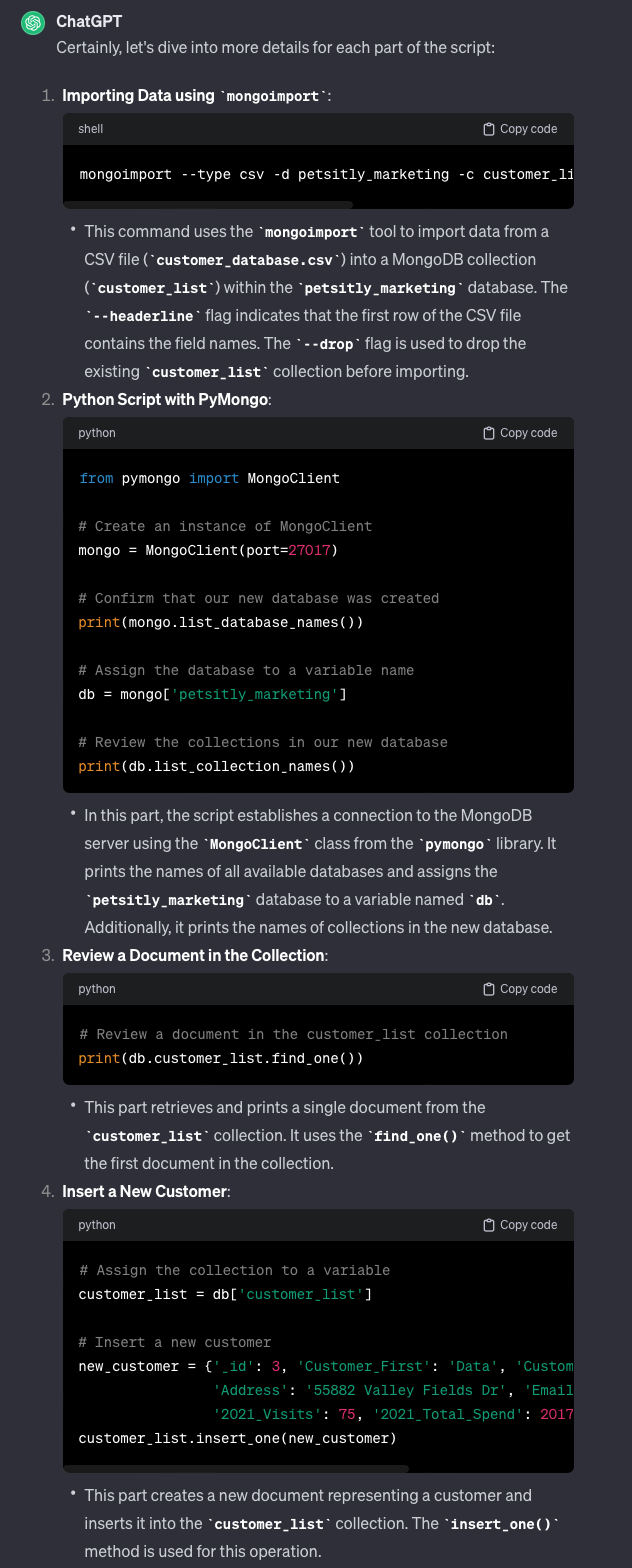 ChatGPT
Certainly, let's dive into more details for each part of the script:
1. Importing Data using `mongoimport`:
shell Copy code
mongoimport --type csv -d petsitly_marketing -c customer_li
• This command uses the `mongoimport` tool to import data from a
CSV file (`customer_database.csv`) into a MongoDB collection
(`customer_list`) within the `petsitly_marketing` database. The
`--headerline` flag indicates that the first row of the CSV file
contains the field names. The `--drop` flag is used to drop the
existing `customer_list` collection before importing.
2. Python Script with PyMongo:
python Copy code
from pymongo import MongoClient
# Create an instance of MongoClient
mongo = MongoClient(port=27017)
# Confirm that our new database was created
print(mongo.list_database_names())
# Assign the database to a variable name
db = mongo['petsitly_marketing']
# Review the collections in our new database
print(db.list_collection_names())
• In this part, the script establishes a connection to the MongoDB
server using the `MongoClient` class from the `pymongo` library. It
prints the names of all available databases and assigns the
`petsitly_marketing` database to a variable named `db`.
Additionally, it prints the names of collections in the new database.
3. Review a Document in the Collection:
python Copy code
# Review a document in the customer_list collection
print(db.customer_list.find_one())
• This part retrieves and prints a single document from the
`customer_list` collection. It uses the `find_one()` method to get
the first document in the collection.
4. Insert a New Customer:
python Copy code
# Assign the collection to a variable
customer_list = db['customer_list']
# Insert a new customer
new_customer = {'_id': 3, 'Customer_First': 'Data', 'Custom
'Address': '55882 Valley Fields Dr', 'Email
'2021_Visits': 75, '2021_Total_Spend': 2017
customer_list.insert_one(new_customer)
• This part creates a new document representing a customer and
inserts it into the `customer_list` collection. The `insert_one()`
method is used for this operation.